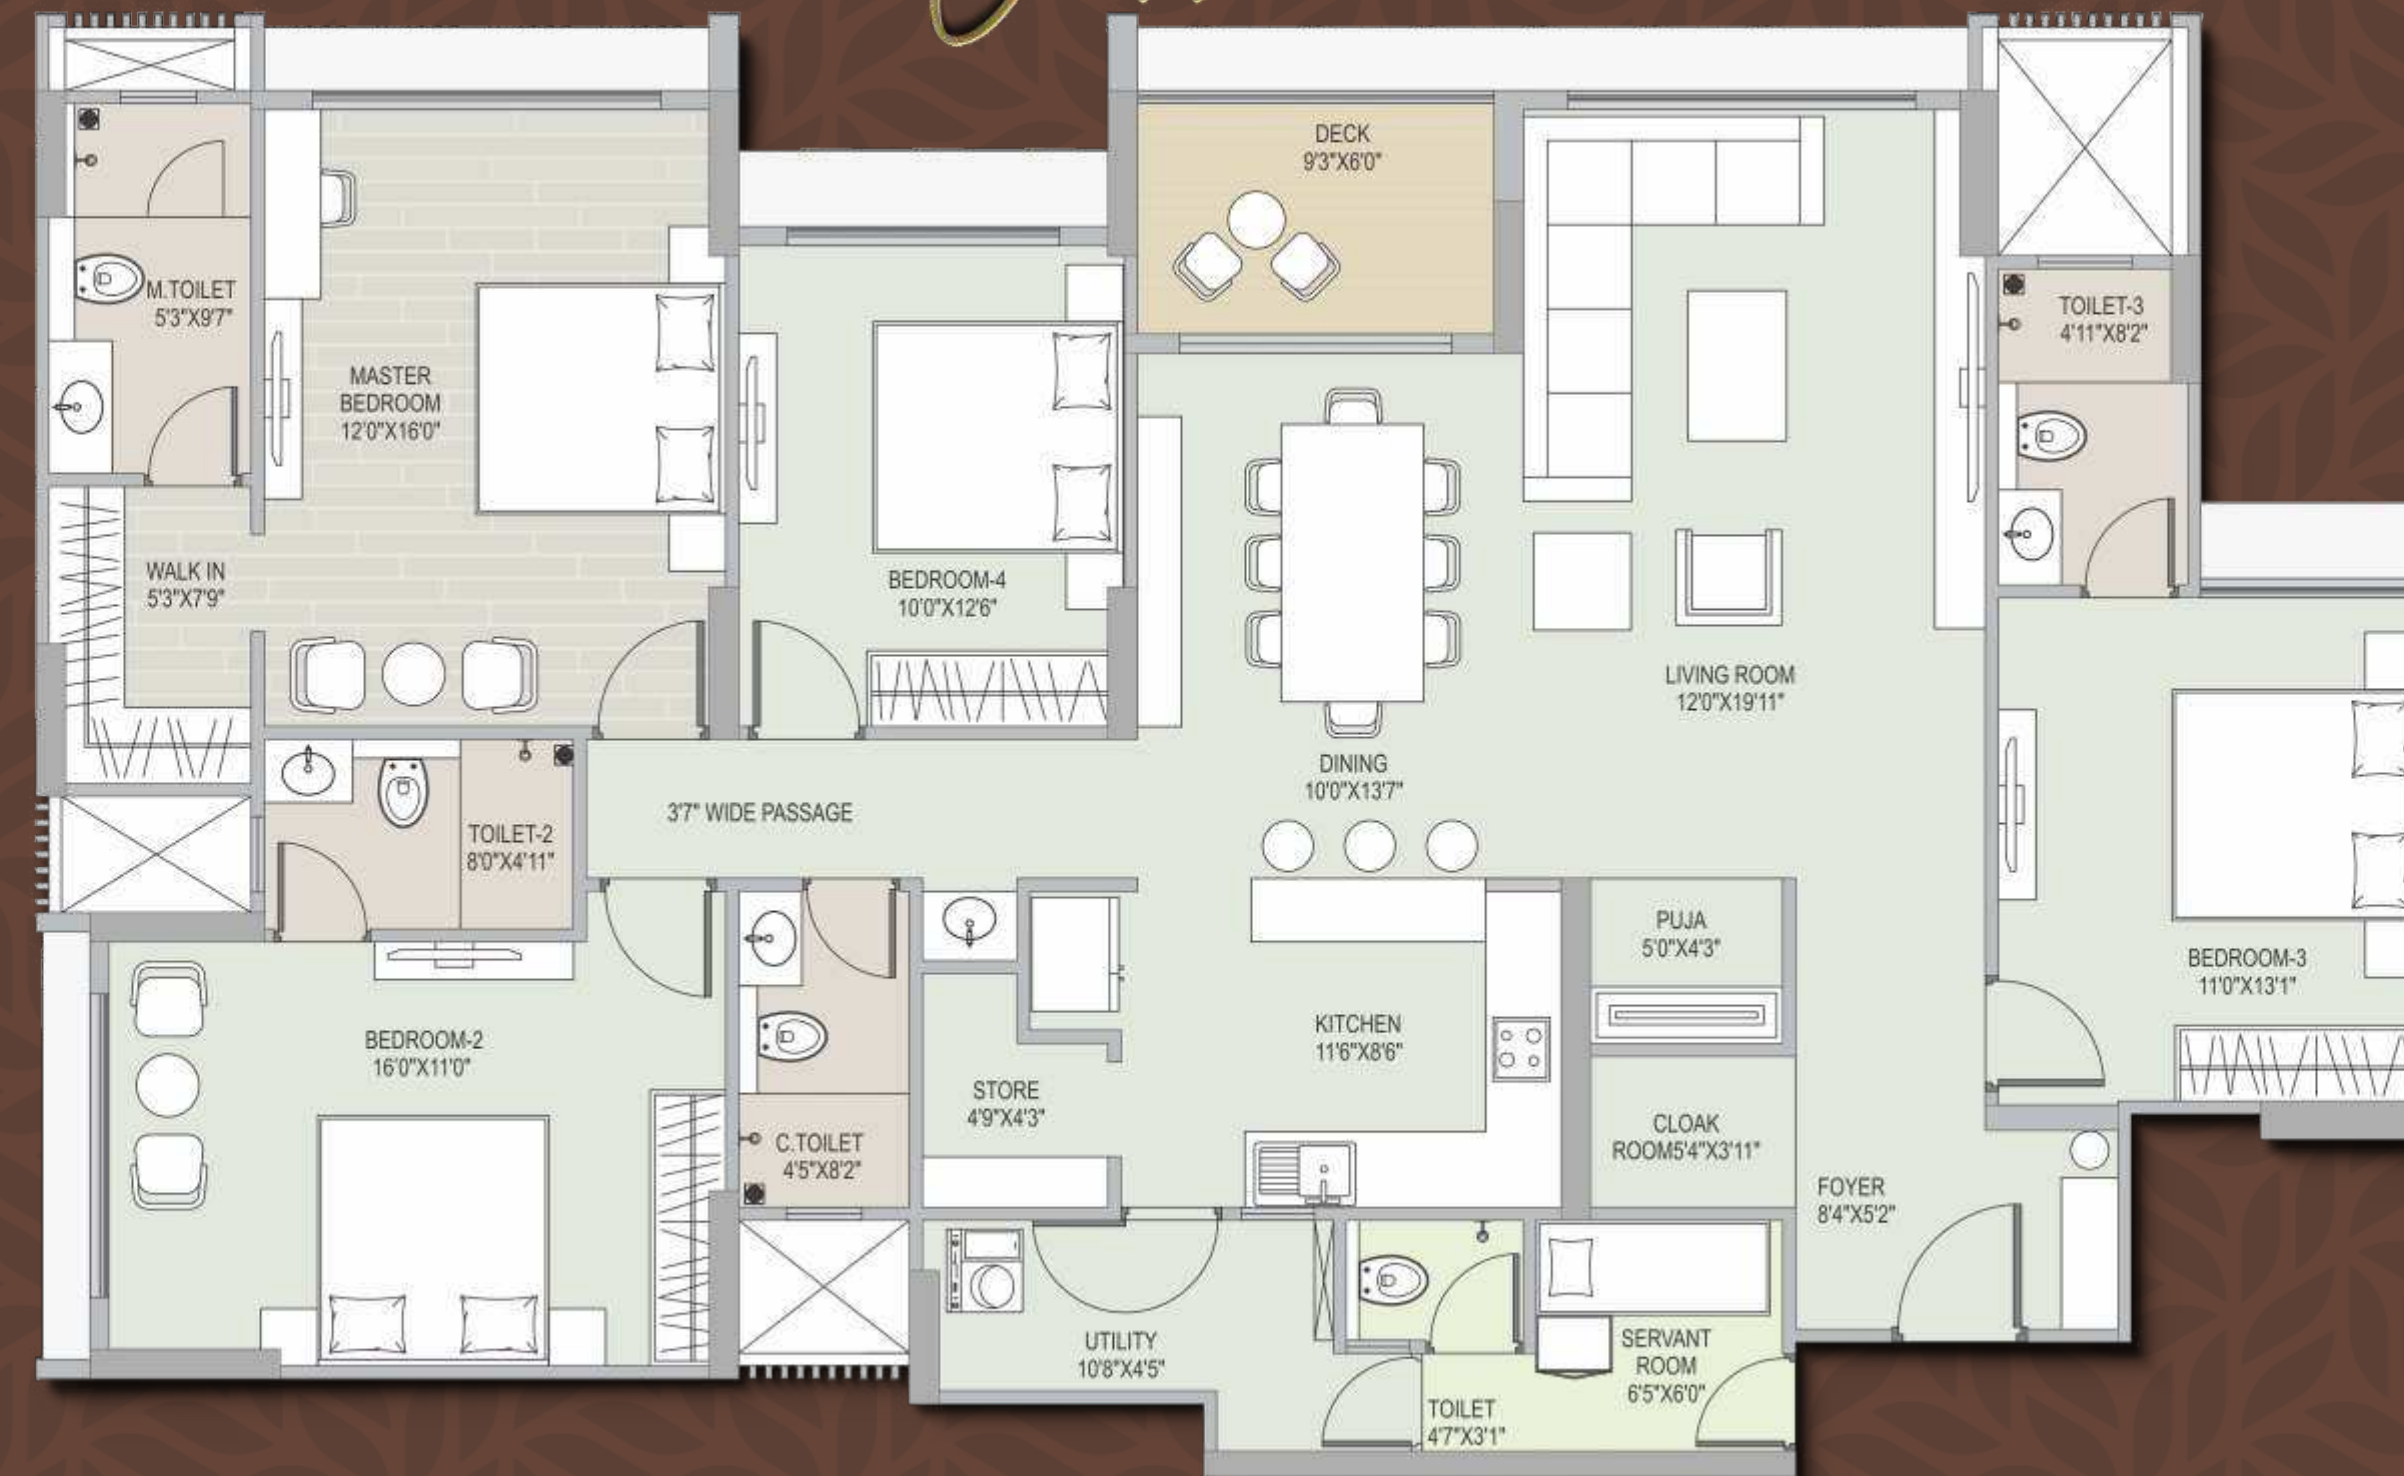 DECK
9'3"X6'0"
M.TOILET
5'3"X9'7"
TOILET-3
4'11"X8'2"
MASTER
BEDROOM
12'0"X16'0"
WALK IN
5'3"X7'9"
BEDROOM-4
10'0"X12'6"
LIVING ROOM
12'0"X19'11"
DINING
10'0"X13'7"
3'7" WIDE PASSAGE
TOILET-2
8'0"X4'11"
PUJA
5'0"X4'3"
BEDROOM-3
11'0"X13'1"
BEDROOM-2
16'0"X11'0"
KITCHEN
11'6"X8'6"
STORE
4'9"X4'3"
C.TOILET
4'5"X8'2"
CLOAK
ROOM5'4"X3'11"
FOYER
8'4"X5'2"
UTILITY
10'8"X4'5"
SERVANT
ROOM
6'5"X6'0"
TOILET
4'7"X3'1"